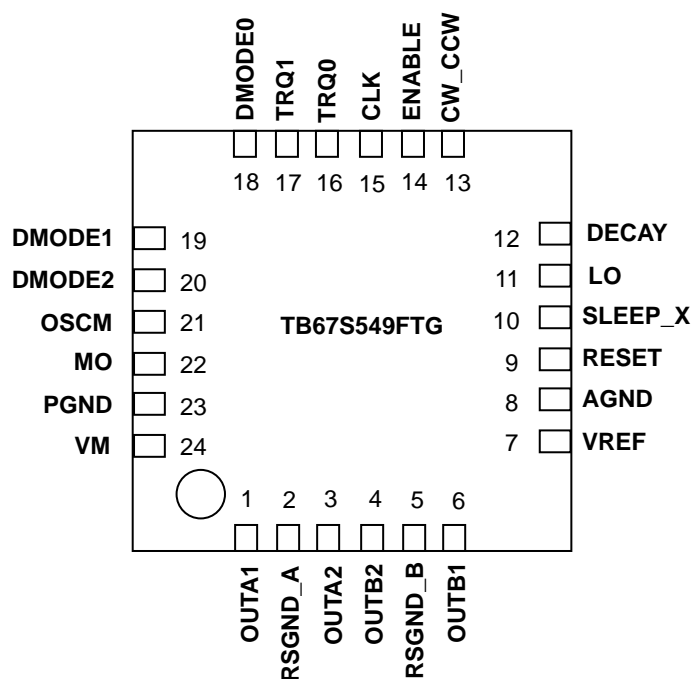 DMODE0
TRQ1
TRQ0
CLK
ENABLE
CW_CCW
18 17 16 15 14 13
DMODE1 19
DMODE2 20
OSCM 21
MO 22
PGND 23
VM 24
TB67S549FTG
12 DECAY
11 LO
10 SLEEP_X
9 RESET
8 AGND
7 VREF
1 2 3 4 5 6
OUTA1
RSGND_A
OUTA2
OUTB2
RSGND_B
OUTB1